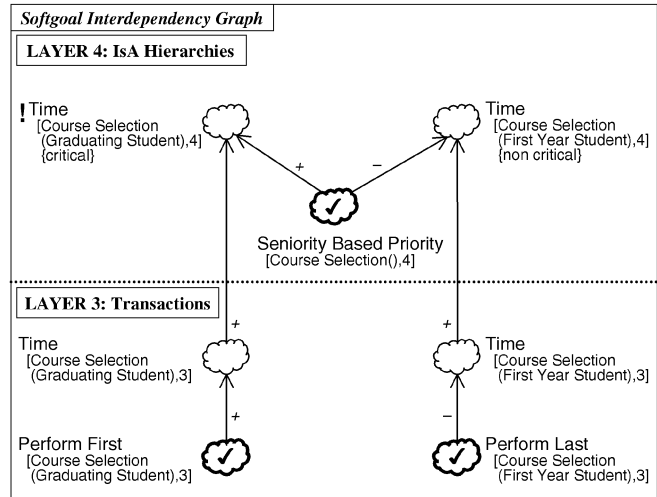 Softgoal Interdependency Graph
LAYER 4: IsA Hierarchies
! Time
[Course Selection
(Graduating Student),4]
{critical}
Time
[Course Selection
(First Year Student),4]
{non critical}
+
−
✓
Seniority Based Priority
[Course Selection(),4]
LAYER 3: Transactions
+
+
Time
[Course Selection
(Graduating Student),3]
Time
[Course Selection
(First Year Student),3]
+
−
Perform First
[Course Selection
(Graduating Student),3]
✓
✓
Perform Last
[Course Selection
(First Year Student),3]